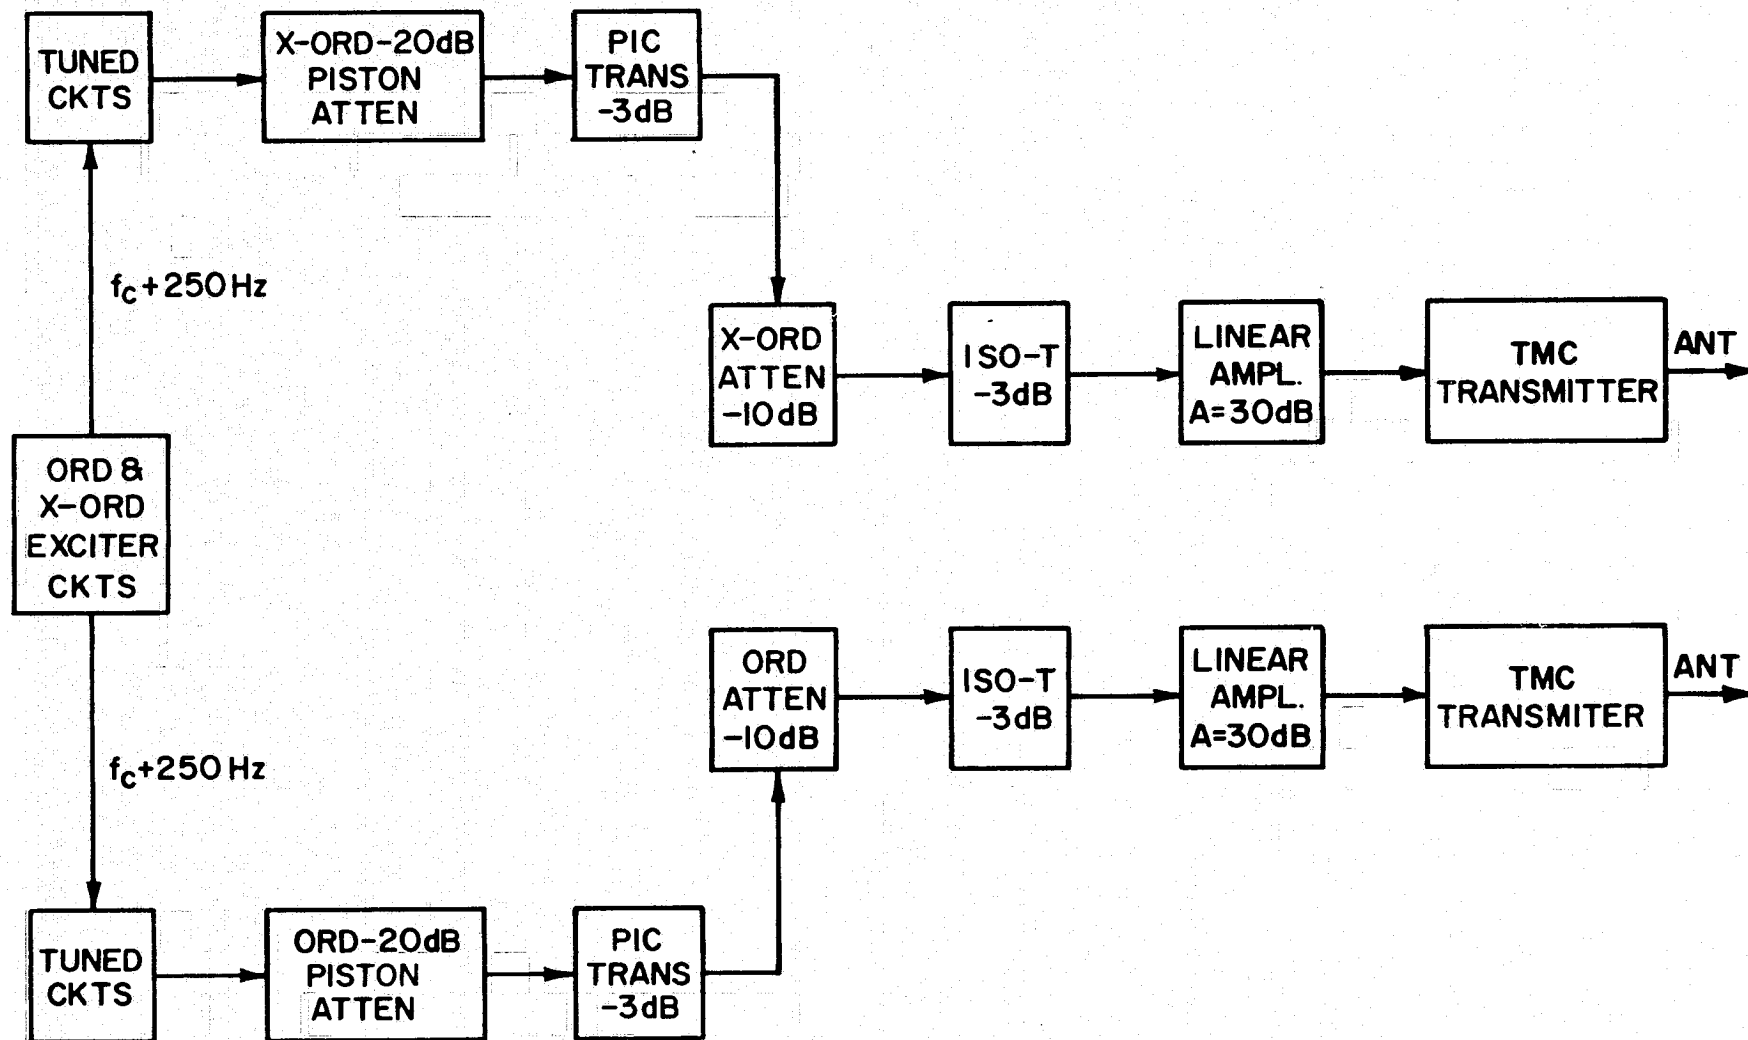 TUNED
CKTS
X-ORD-20dB
PISTON
ATTEN
PIC
TRANS
-3dB
fc+250Hz
X-ORD
ATTEN
-10dB
ISO-T
-3dB
LINEAR
AMPL.
A=30dB
TMC
TRANSMITTER
ANT
ORD &
X-ORD
EXCITER
CKTS
ORD
ATTEN
-10dB
ISO-T
-3dB
LINEAR
AMPL.
A=30dB
TMC
TRANSMITER
ANT
fc+250Hz
TUNED
CKTS
ORD-20dB
PISTON
ATTEN
PIC
TRANS
-3dB